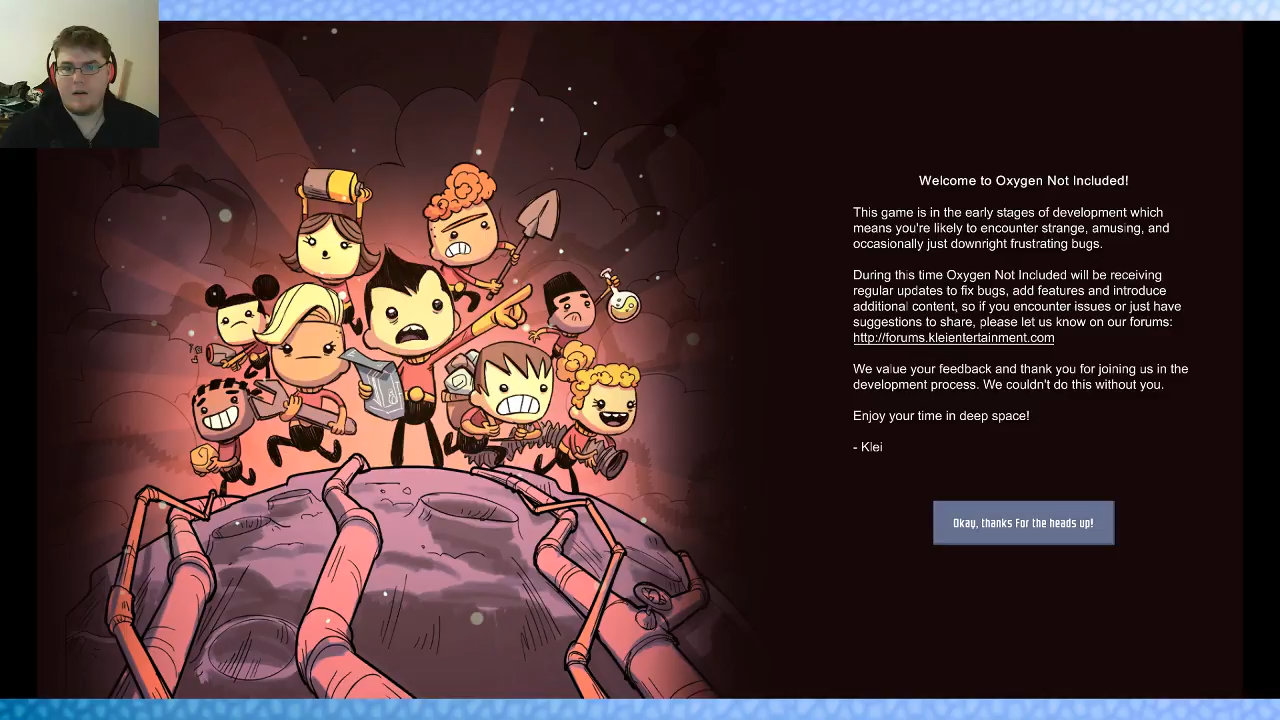 Welcome to Oxygen Not Included!
This game is in the early stages of development which
means you're likely to encounter strange, amusing, and
occasionally just downright frustrating bugs.
During this time Oxygen Not Included will be receiving
regular updates to fix bugs, add features and introduce
additional content, so if you encounter issues or just have
suggestions to share, please let us know on our forums:
http://forums.kleientertainment.com
We value your feedback and thank you for joining us in the
development process. We couldn't do this without you.
Enjoy your time in deep space!
- Klei
Okay, thanks for the heads up!